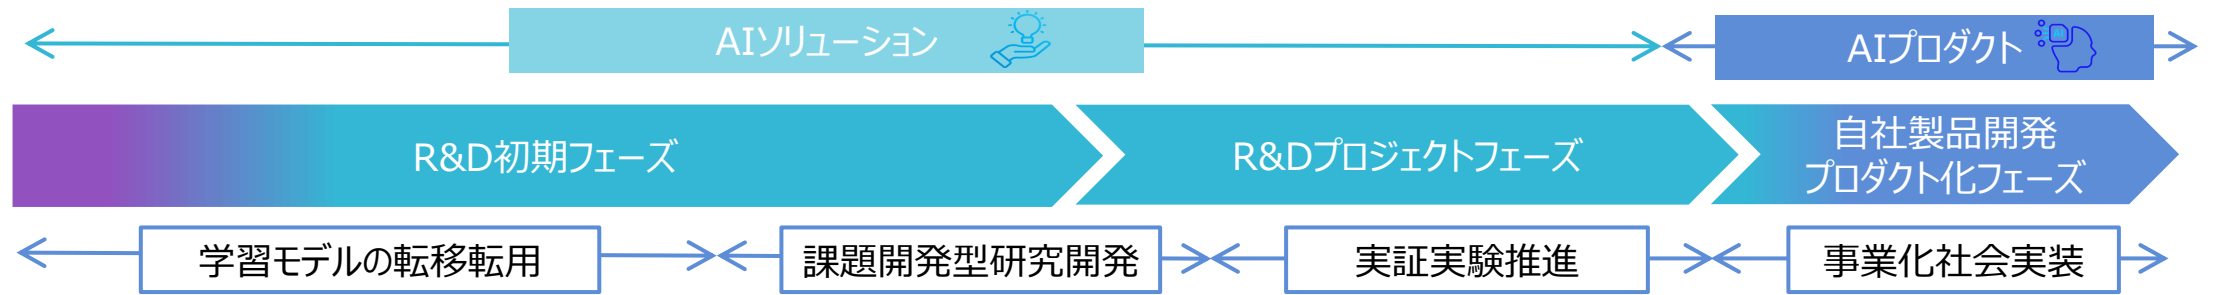 AIソリューション
AIプロダクト
AI
R&D初期フェーズ
R&Dプロジェクトフェーズ
自社製品開発
プロダクト化フェーズ
学習モデルの転移転用
課題開発型研究開発
実証実験推進
事業化社会実装